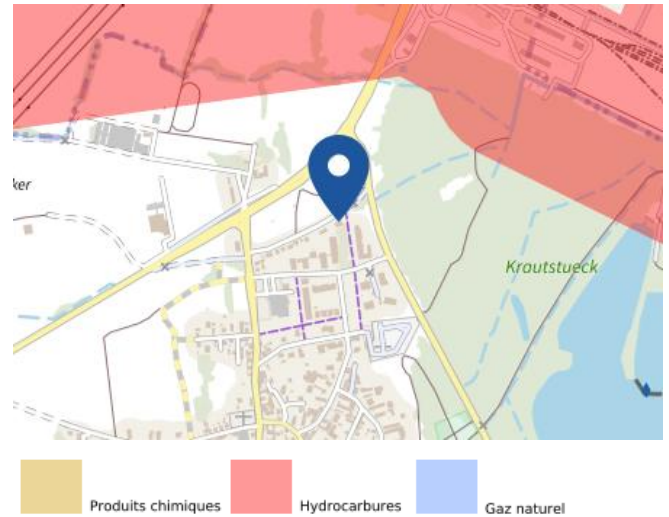 ker
Krautstueck
Produits chimiques
Hydrocarbures
Gaz naturel